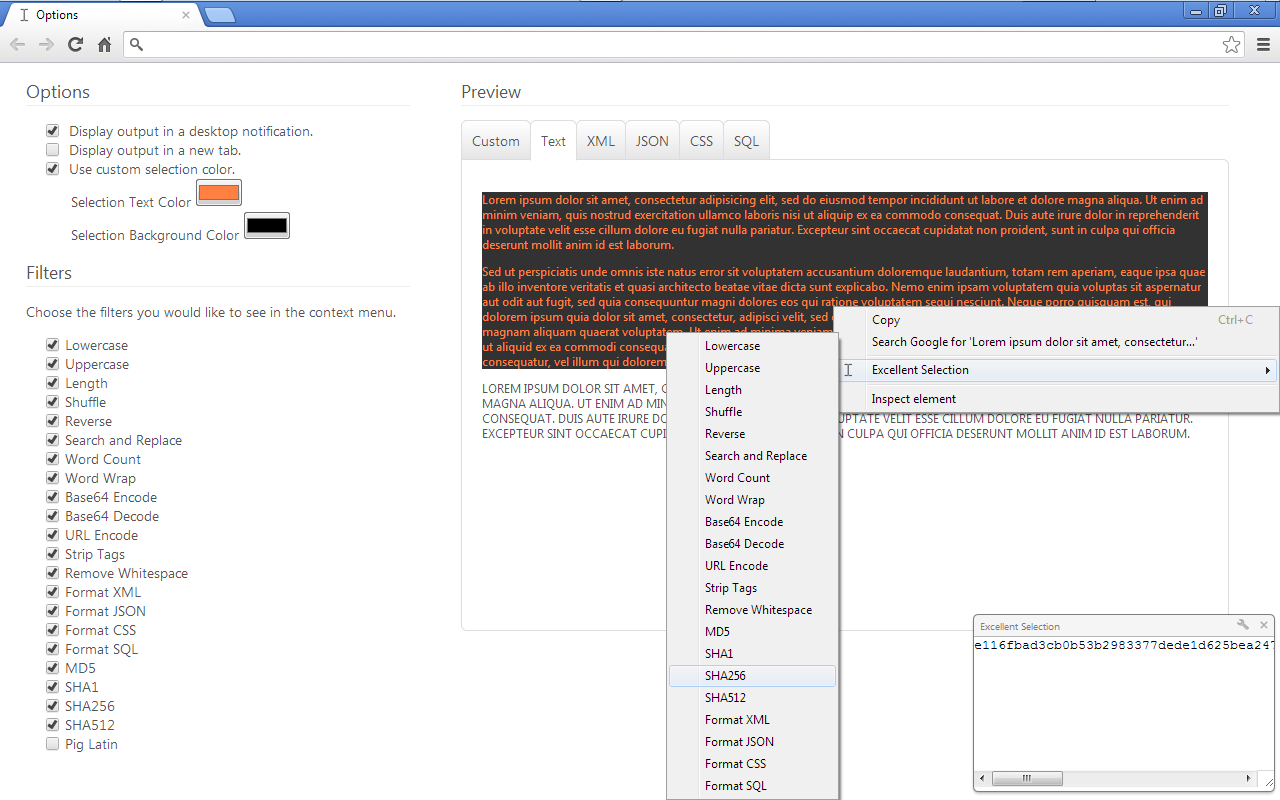 Options
Options
Display output in a desktop notification.
Display output in a new tab.
Use custom selection color.
Selection Text Color
Selection Background Color
Filters
Choose the filters you would like to see in the context menu.
Lowercase
Uppercase
Length
Shuffle
Reverse
Search and Replace
Word Count
Word Wrap
Base64 Encode
Base64 Decode
URL Encode
Strip Tags
Remove Whitespace
Format XML
Format JSON
Format CSS
Format SQL
MD5
SHA1
SHA256
SHA512
Pig Latin
Preview
Custom Text XML JSON CSS SQL
Lorem ipsum dolor sit amet, consectetur adipisicing elit, sed do eiusmod tempor incididunt ut labore et dolore magna aliqua. Ut enim ad
minim veniam, quis nostrud exercitation ullamco laboris nisi ut aliquip ex ea commodo consequat. Duis aute irure dolor in reprehenderit
in voluptate velit esse cillum dolore eu fugiat nulla pariatur. Excepteur sint occaecat cupidatat non proident, sunt in culpa qui officia
deserunt mollit anim id est laborum.
Sed ut perspiciatis unde omnis iste natus error sit voluptatem accusantium doloremque laudantium, totam rem aperiam, eaque ipsa quae
ab illo inventore veritatis et quasi architecto beatae vitae dicta sunt explicabo. Nemo enim ipsam voluptatem quia voluptas sit aspernatur
aut odit aut fugit, sed quia consequuntur magni dolores eos qui ratione voluptatem sequi nesciunt. Neque porro quisquam est, qui
dolorem ipsum quia dolor sit amet, consectetur, adipisci velit, sed
magnam aliquam quaerat voluptatem. Ut enim ad minima veniam
ut aliquid ex ea commodi consequa
consequatur, vel illum qui dolorem
LOREM IPSUM DOLOR SIT AMET, C
MAGNA ALIQUA. UT ENIM AD MIN
CONSEQUAT. DUIS AUTE IRURE DO PTATE VELIT ESSE CILLUM DOLORE EU FUGIAT NULLA PARIATUR.
EXCEPTEUR SINT OCCAECAT CUPI N CULPA QUI OFFICIA DESERUNT MOLLIT ANIM ID EST LABORUM.
Copy Ctrl+C
Search Google for 'Lorem ipsum dolor sit amet, consectetur...'
Excellent Selection
Inspect element
Lowercase
Uppercase
Length
Shuffle
Reverse
Search and Replace
Word Count
Word Wrap
Base64 Encode
Base64 Decode
URL Encode
Strip Tags
Remove Whitespace
MD5
SHA1
SHA256
SHA512
Format XML
Format JSON
Format CSS
Format SQL
Excellent Selection
e116fbad3cb0b53b2983377dede1d625bea247